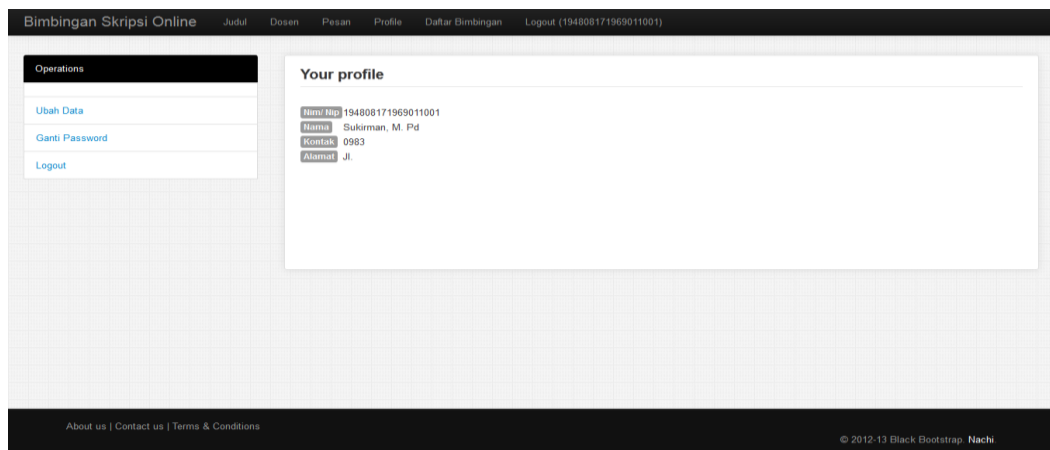 Bimbingan Skripsi Online Judul Dosen Pesan Profile Daftar Bimbingan Logout (194808171969011001)
Operations
Ubah Data
Ganti Password
Logout
Your profile
Nim/ Nip 194808171969011001
Nama Sukirman, M. Pd
Kontak 0983
Alamat Jl.
About us | Contact us | Terms & Conditions
© 2012-13 Black Bootstrap. Nachi.